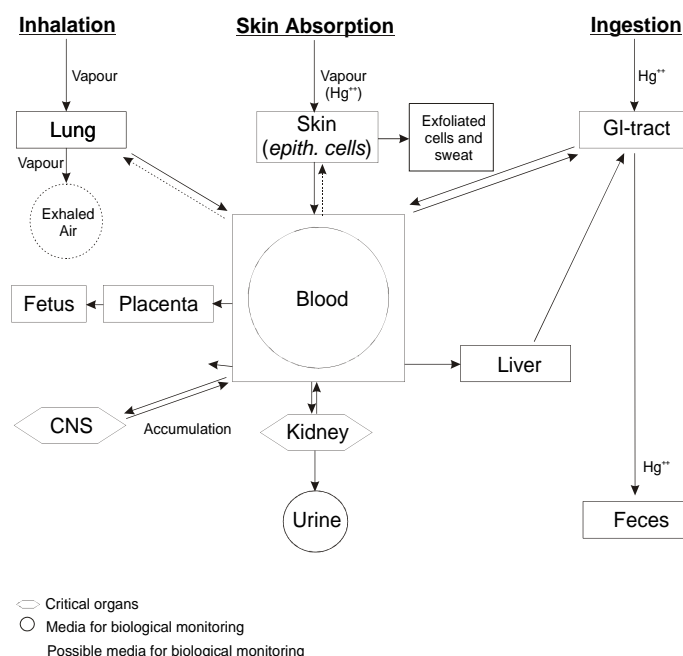 Inhalation
Skin Absorption
Ingestion
Vapour
Vapour
(Hg⁺⁺)
Hg⁺⁺
Lung
Skin
(epith. cells)
Exfoliated
cells and
sweat
GI-tract
Vapour
Exhaled
Air
Fetus
Placenta
Blood
Liver
CNS
Accumulation
Kidney
Hg⁺⁺
Urine
Feces
Critical organs
Media for biological monitoring
Possible media for biological monitoring